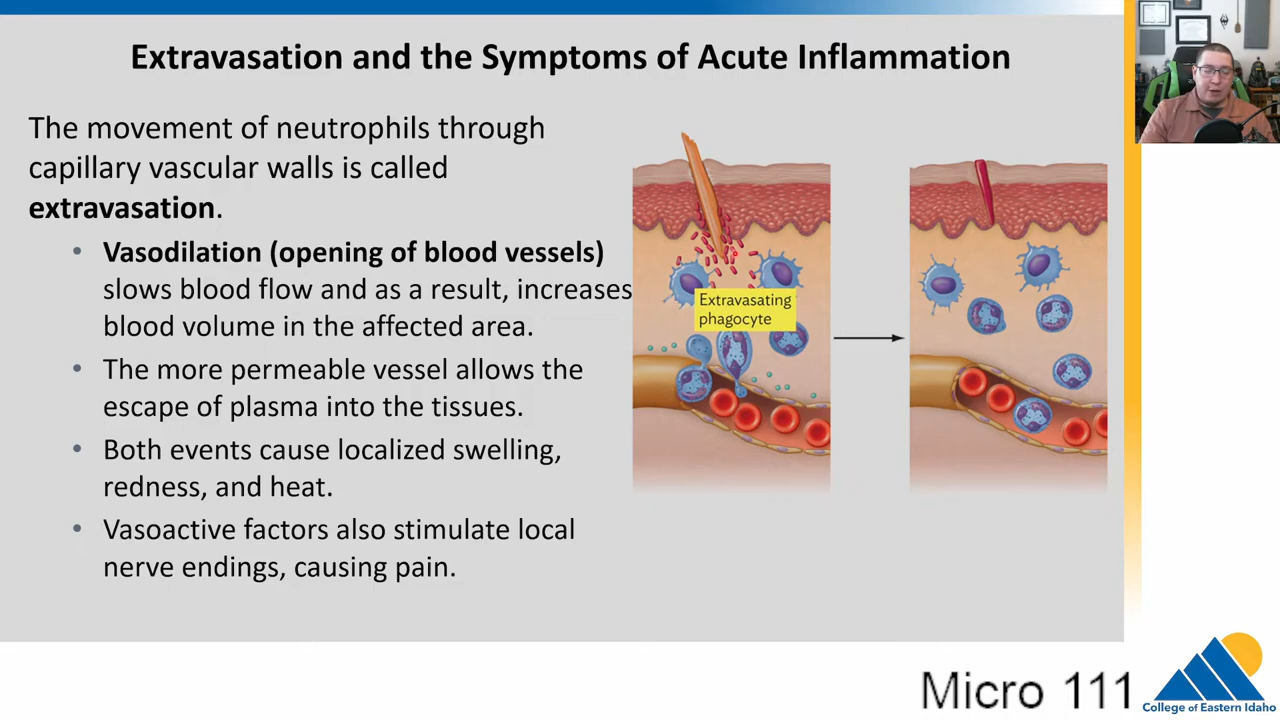 Extravasation and the Symptoms of Acute Inflammation
The movement of neutrophils through
capillary vascular walls is called
extravasation.
• Vasodilation (opening of blood vessels)
slows blood flow and as a result, increases
blood volume in the affected area.
• The more permeable vessel allows the
escape of plasma into the tissues.
• Both events cause localized swelling,
redness, and heat.
• Vasoactive factors also stimulate local
nerve endings, causing pain.
Extravasating
phagocyte
Micro 111
College of Eastern Idaho